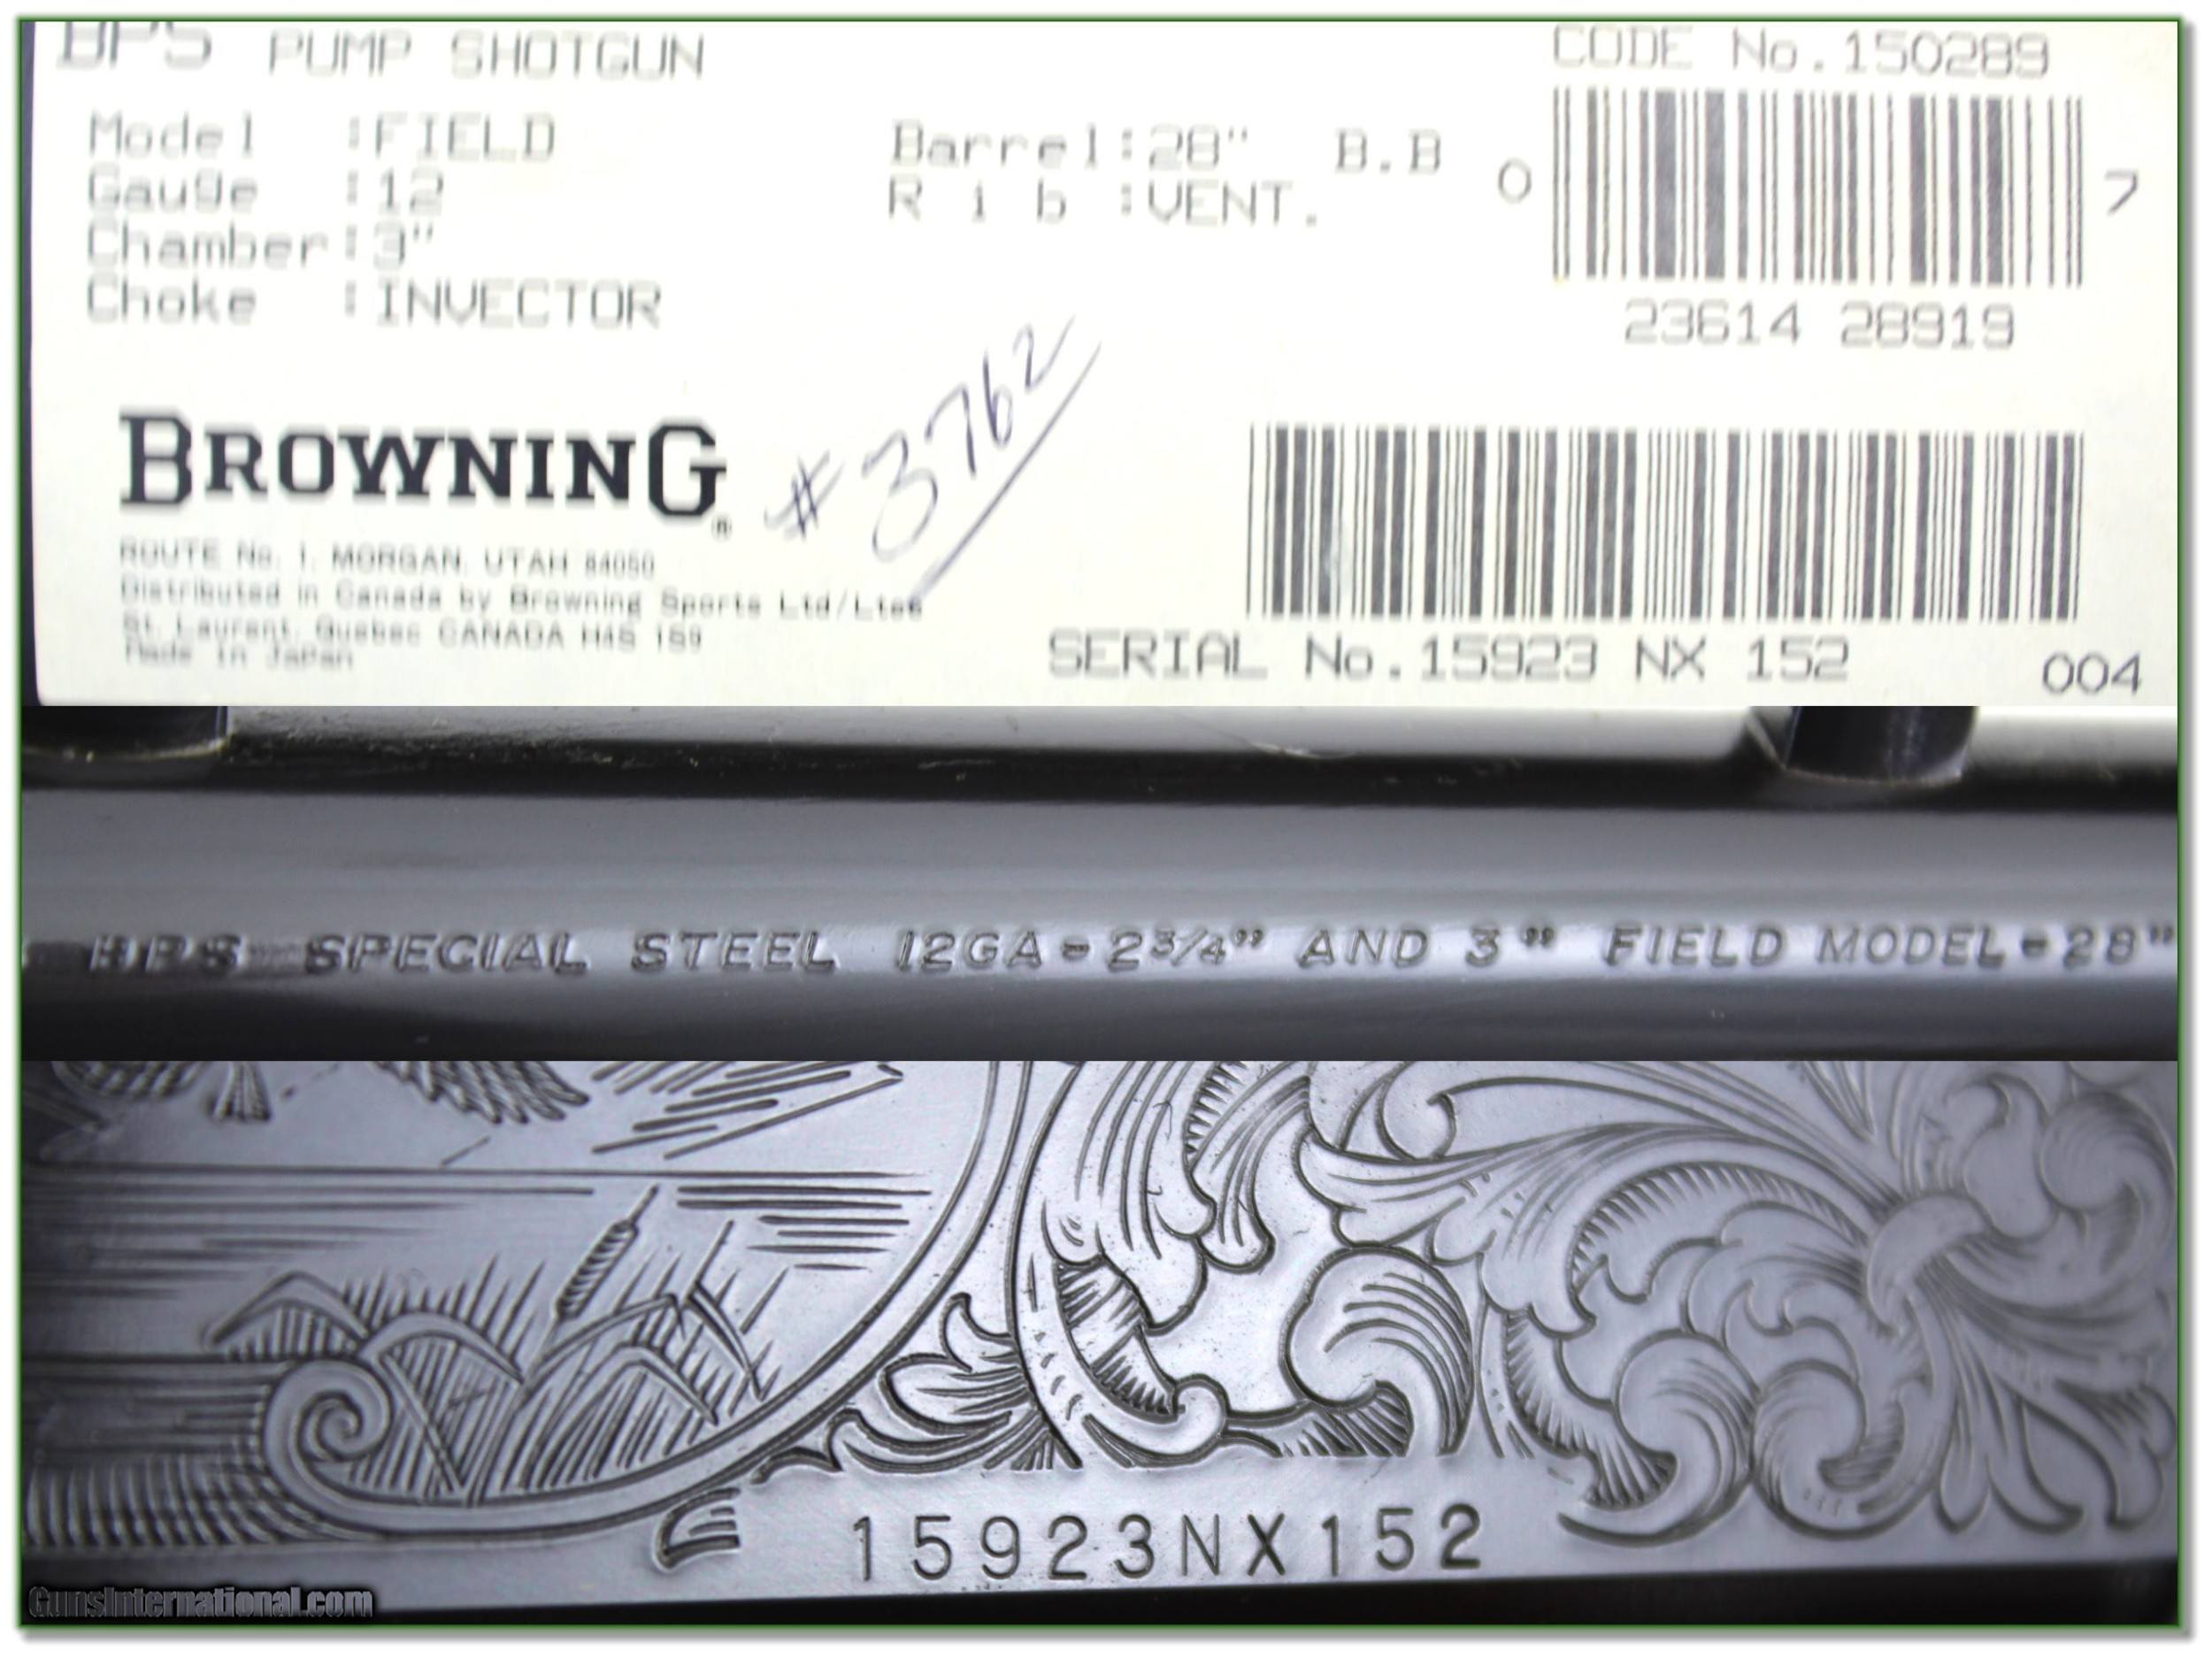 BPS PUMP SHOTGUN
CODE No.150289
Model :FIELD
Barrel:28" B.B
Gauge :12
Rib :VENT.
0 7
Chamber:3"
Choke :INVECTOR
23614 28919
BROWNING®
#3762
ROUTE No. 1, MORGAN, UTAH 84050
Distributed in Canada by Browning Sports Ltd/Ltee
St. Laurent, Quebec CANADA H4S 1S9
Made in Japan
SERIAL No.15923 NX 152
004
BPS SPECIAL STEEL 12GA-2¾" AND 3" FIELD MODEL-28"
15923NX152
GunsInternational.com